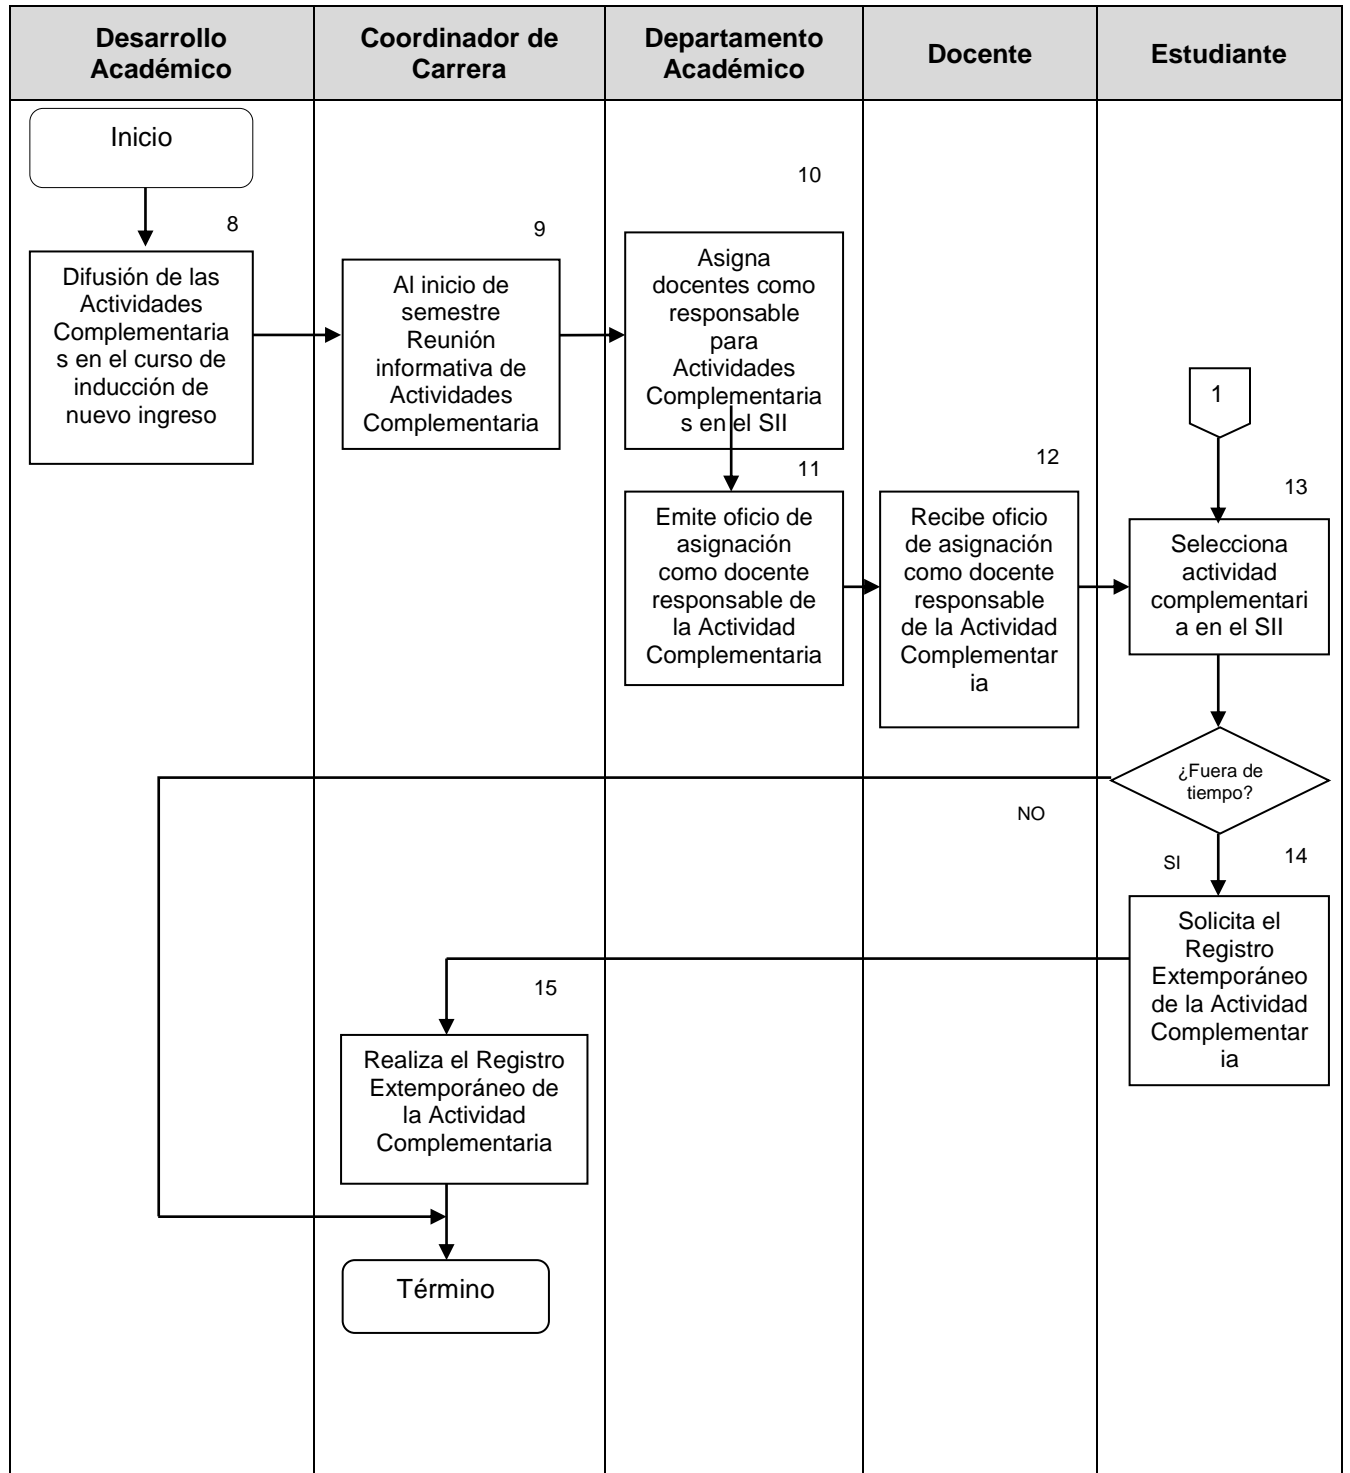 Desarrollo
Académico
Coordinador de
Carrera
Departamento
Académico
Docente
Estudiante
Inicio
8
Difusión de las
Actividades
Complementaria
s en el curso de
inducción de
nuevo ingreso
9
Al inicio de
semestre
Reunión
informativa de
Actividades
Complementaria
10
Asigna
docentes como
responsable
para
Actividades
Complementaria
s en el SII
11
Emite oficio de
asignación
como docente
responsable de
la Actividad
Complementaria
12
Recibe oficio
de asignación
como docente
responsable
de la Actividad
Complementar
ia
1
13
Selecciona
actividad
complementari
a en el SII
¿Fuera de
tiempo?
NO
SI
14
Solicita el
Registro
Extemporáneo
de la Actividad
Complementar
ia
15
Realiza el Registro
Extemporáneo de
la Actividad
Complementaria
Término